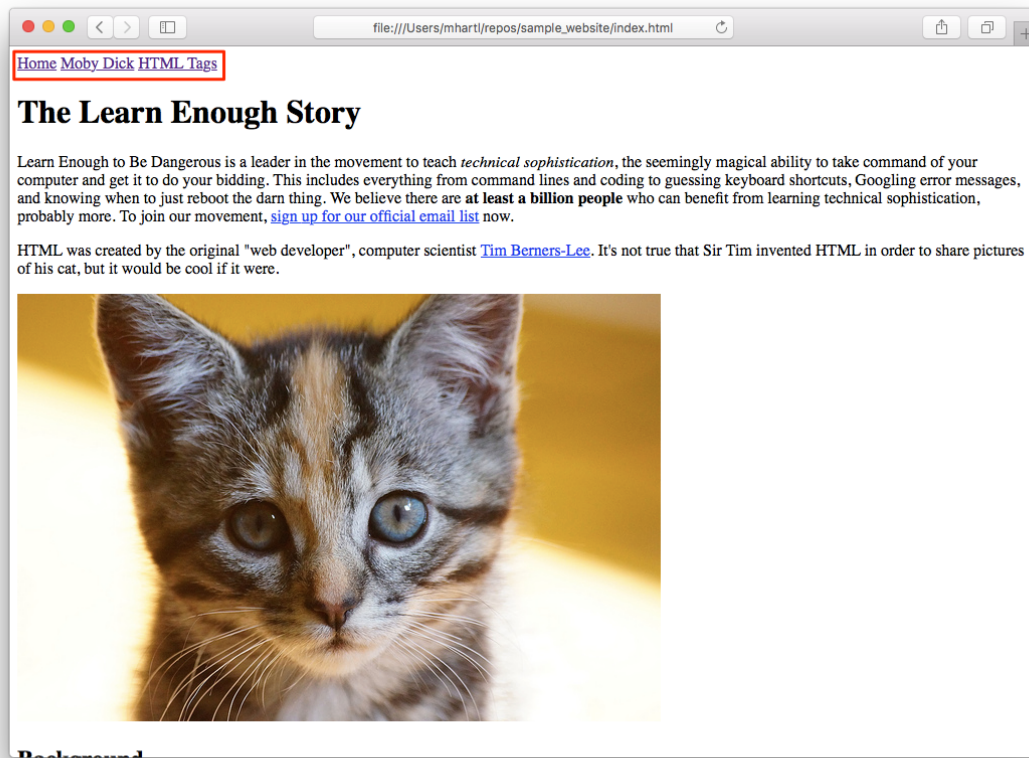 file:///Users/mhartl/repos/sample_website/index.html
Home Moby Dick HTML Tags
The Learn Enough Story
Learn Enough to Be Dangerous is a leader in the movement to teach technical sophistication, the seemingly magical ability to take command of your
computer and get it to do your bidding. This includes everything from command lines and coding to guessing keyboard shortcuts, Googling error messages,
and knowing when to just reboot the darn thing. We believe there are at least a billion people who can benefit from learning technical sophistication,
probably more. To join our movement, sign up for our official email list now.
HTML was created by the original "web developer", computer scientist Tim Berners-Lee. It's not true that Sir Tim invented HTML in order to share pictures
of his cat, but it would be cool if it were.
Background